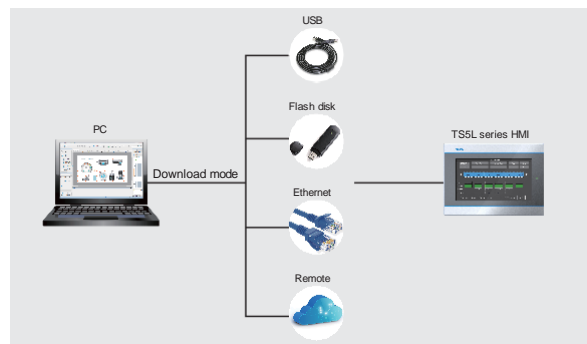 USB
Flash disk
PC
TS5L series HMI
Download mode
Ethernet
Remote